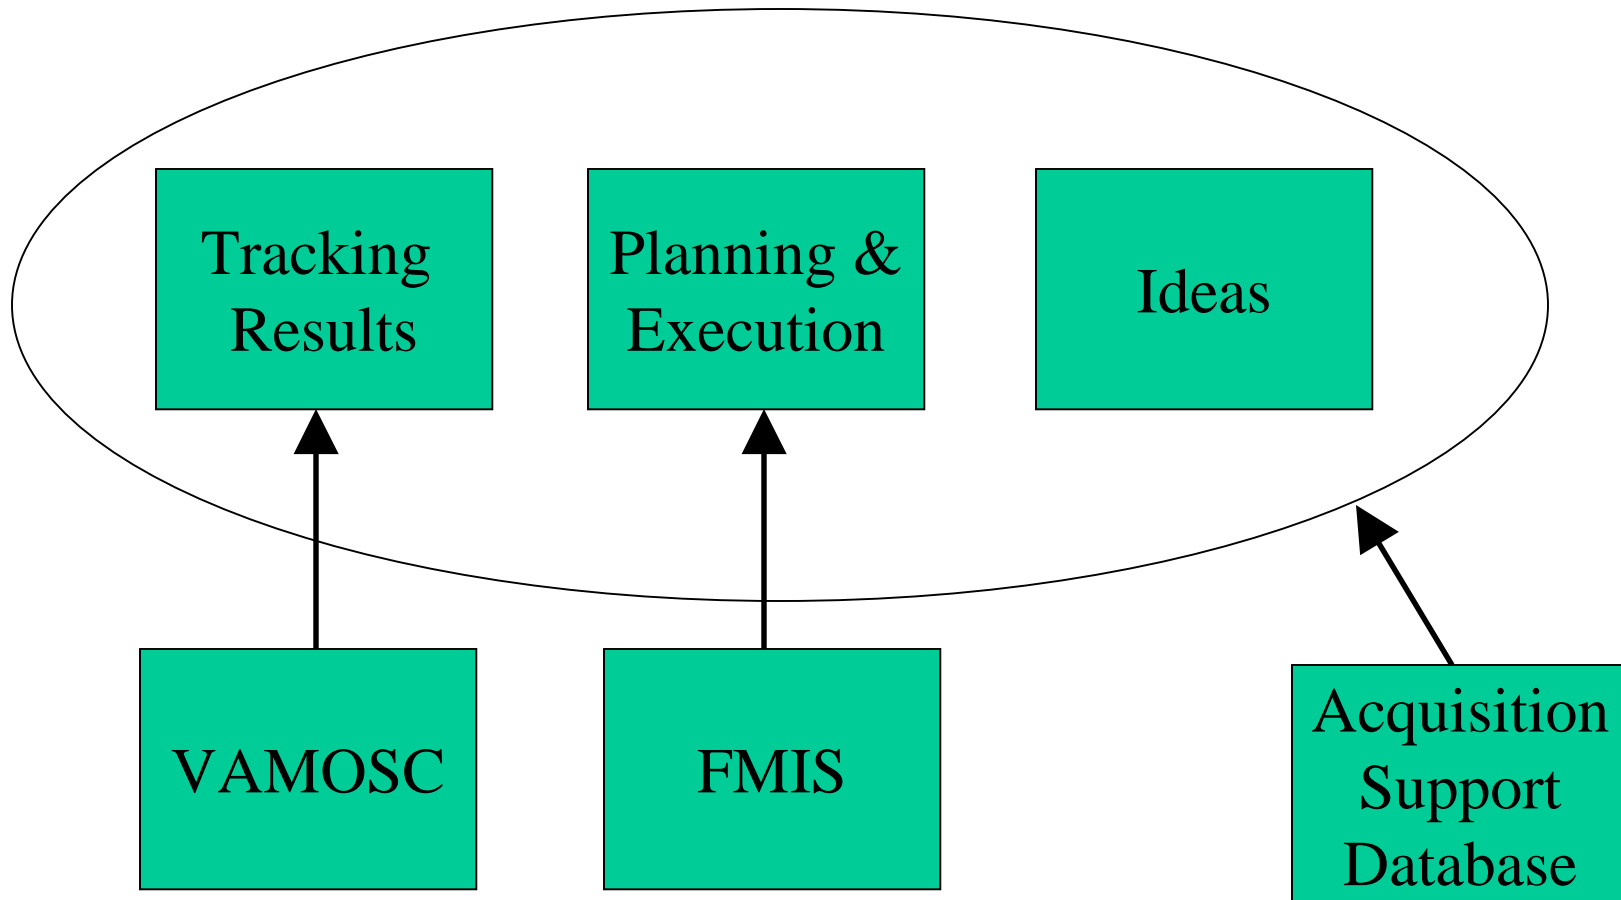 Tracking
Results
Planning &
Execution
Ideas
VAMOSC
FMIS
Acquisition
Support
Database